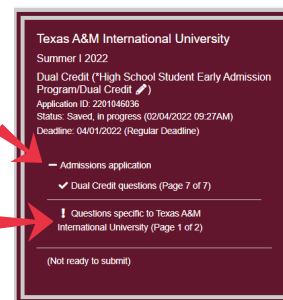 Texas A&M International University
Summer I 2022
Dual Credit (*High School Student Early Admission
Program/Dual Credit)
Application ID: 2201046036
Status: Saved, in progress (02/04/2022 09:27AM)
Deadline: 04/01/2022 (Regular Deadline)
Admissions application
Dual Credit questions (Page 7 of 7)
! Questions specific to Texas A&M
International University (Page 1 of 2)
(Not ready to submit)